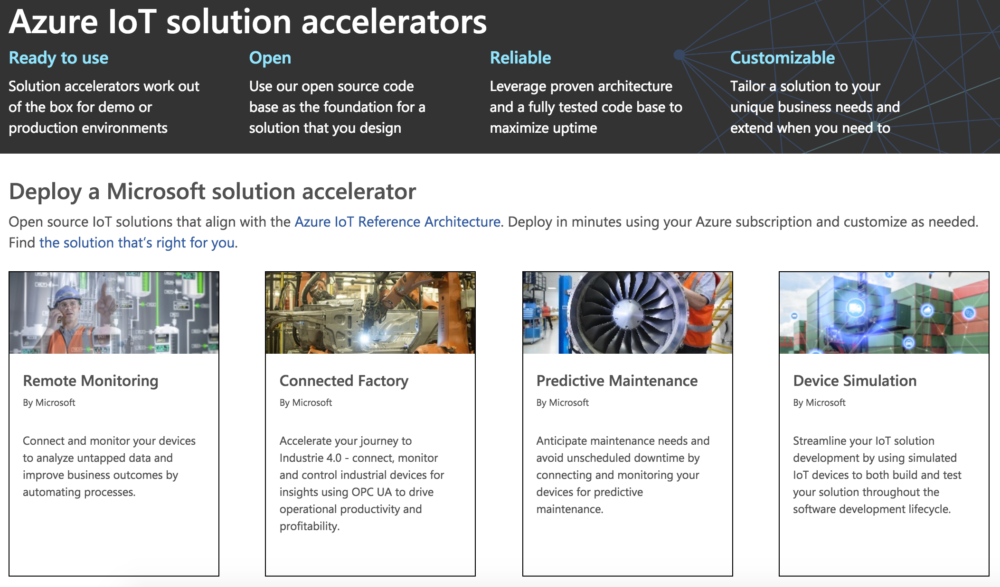 Azure IoT solution accelerators
Ready to use
Solution accelerators work out
of the box for demo or
production environments
Open
Use our open source code
base as the foundation for a
solution that you design
Reliable
Leverage proven architecture
and a fully tested code base to
maximize uptime
Customizable
Tailor a solution to your
unique business needs and
extend when you need to
Deploy a Microsoft solution accelerator
Open source IoT solutions that align with the Azure IoT Reference Architecture. Deploy in minutes using your Azure subscription and customize as needed.
Find the solution that’s right for you.
Remote Monitoring
By Microsoft
Connect and monitor your devices
to analyze untapped data and
improve business outcomes by
automating processes.
Connected Factory
By Microsoft
Accelerate your journey to
Industrie 4.0 - connect, monitor
and control industrial devices for
insights using OPC UA to drive
operational productivity and
profitability.
Predictive Maintenance
By Microsoft
Anticipate maintenance needs and
avoid unscheduled downtime by
connecting and monitoring your
devices for predictive
maintenance.
Device Simulation
By Microsoft
Streamline your IoT solution
development by using simulated
IoT devices to both build and test
your solution throughout the
software development lifecycle.